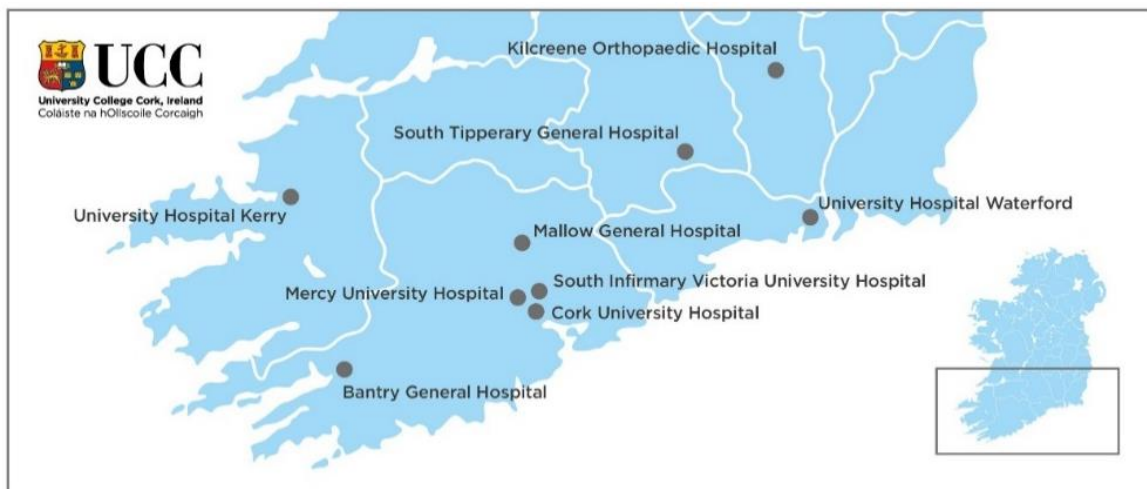 UCC
University College Cork, Ireland
Coláiste na hOllscoile Corcaigh
Kilcreene Orthopaedic Hospital
South Tipperary General Hospital
University Hospital Kerry
University Hospital Waterford
Mallow General Hospital
South Infirmary Victoria University Hospital
Mercy University Hospital
Cork University Hospital
Bantry General Hospital